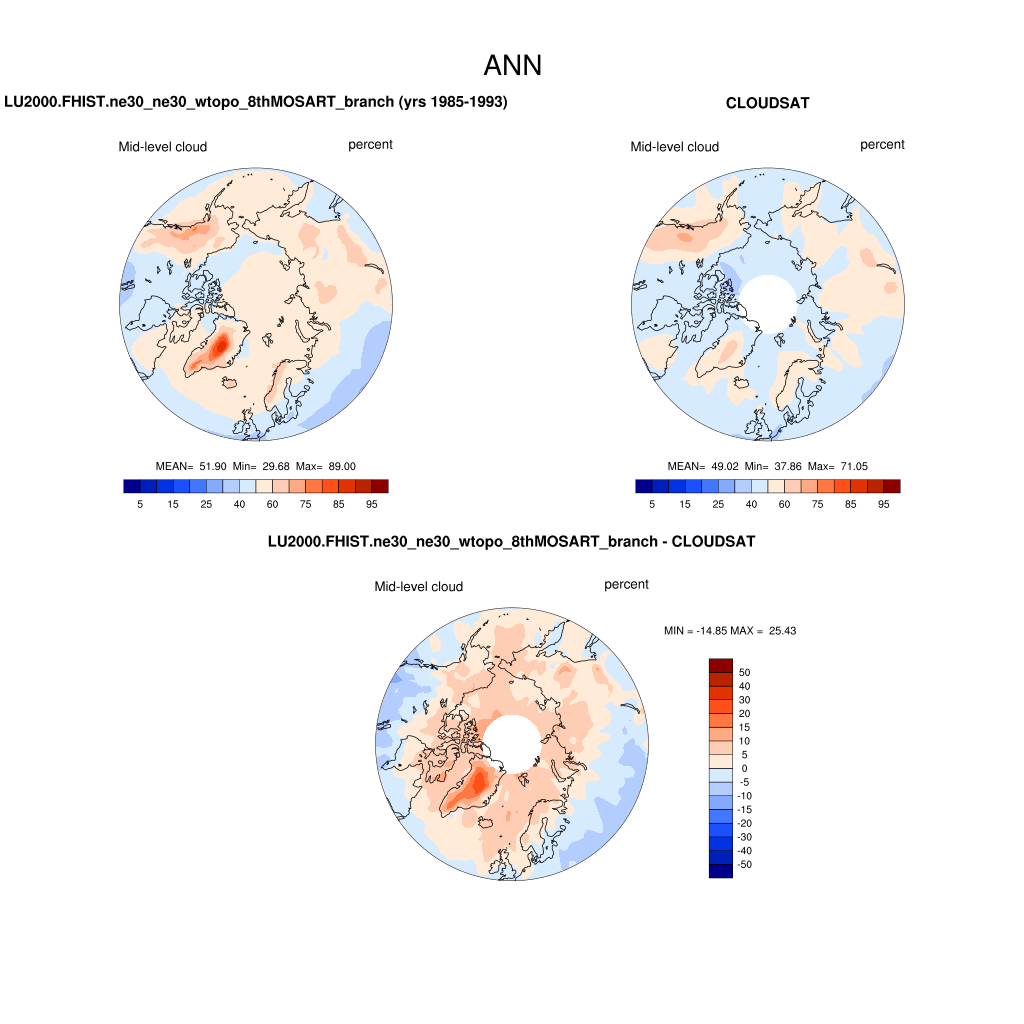 ANN
LU2000.FHIST.ne30_ne30_wtopo_8thMOSART_branch (yrs 1985-1993)
CLOUDSAT
Mid-level cloud percent
Mid-level cloud percent
MEAN= 51.90 Min= 29.68 Max= 89.00
MEAN= 49.02 Min= 37.86 Max= 71.05
5 15 25 40 60 75 85 95
5 15 25 40 60 75 85 95
LU2000.FHIST.ne30_ne30_wtopo_8thMOSART_branch - CLOUDSAT
Mid-level cloud percent
MIN = -14.85 MAX = 25.43
50
40
30
20
15
10
5
0
-5
-10
-15
-20
-30
-40
-50